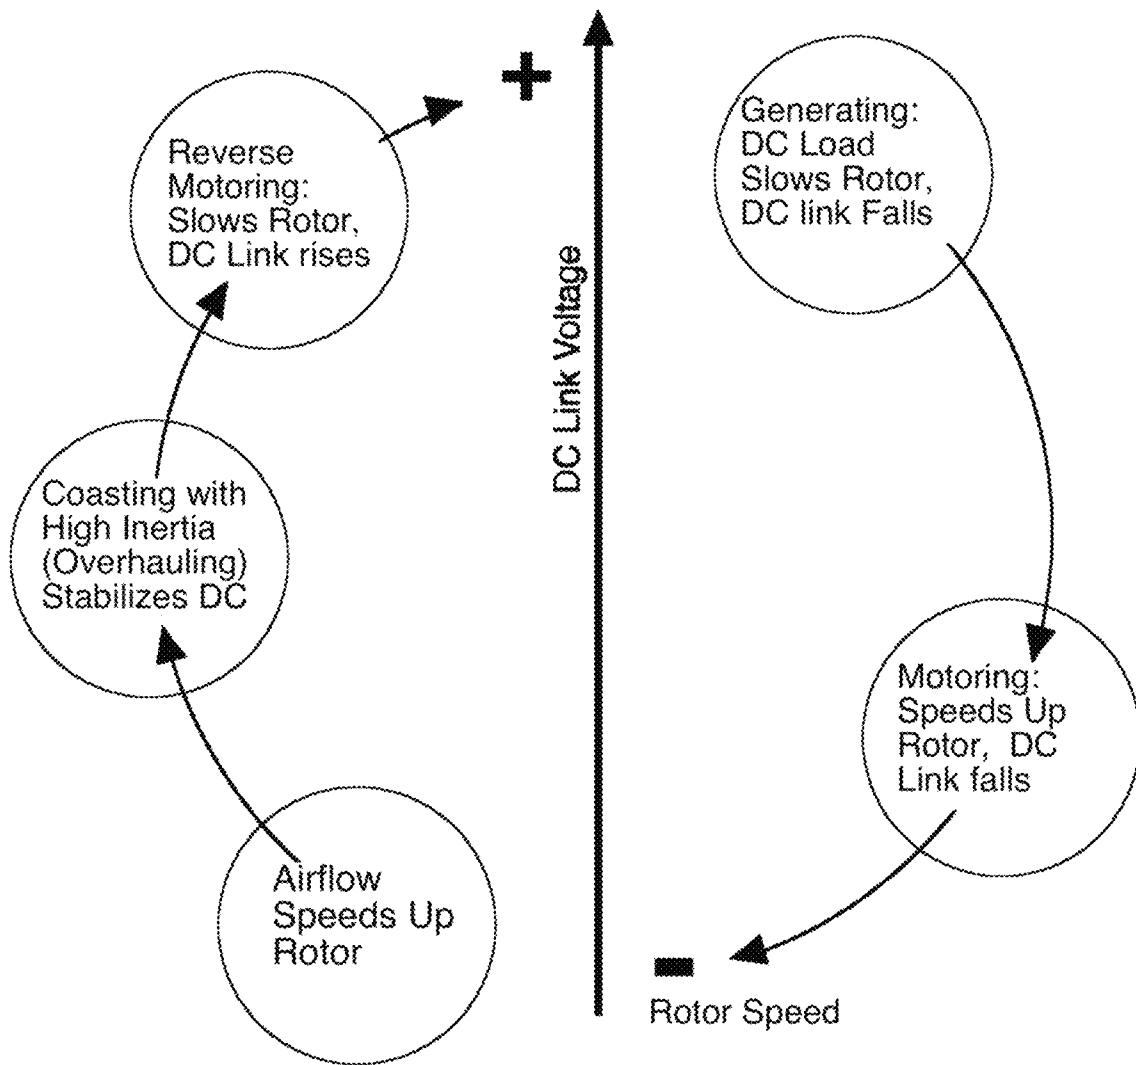 +
Reverse
Motoring:
Slows Rotor,
DC Link rises
Coasting with
High Inertia
(Overhauling)
Stabilizes DC
Airflow
Speeds Up
Rotor
DC Link Voltage
Generating:
DC Load
Slows Rotor,
DC link Falls
Motoring:
Speeds Up
Rotor, DC
Link falls
-
Rotor Speed